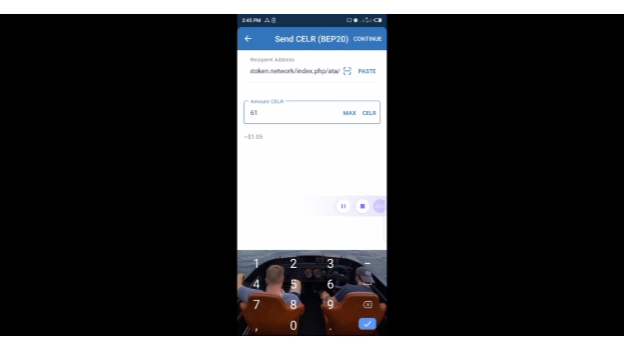 2:45 PM
Send CELR (BEP20) CONTINUE
Recipient Address
stoken.network/index.php/ata/ PASTE
Amount CELR
61 MAX CELR
~$1.05
1 2 3 –
4 5 6
7 8 9
, 0 .